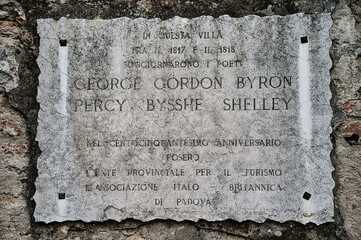 IN QUESTA VILLA
TRA IL 1817 E IL 1818
SOGGIORNARONO I POETI
GEORGE GORDON BYRON
PERCY BYSSHE SHELLEY
NEL CENTOCINQUANTESIMO ANNIVERSARIO
POSERO
L'ENTE PROVINCIALE PER IL TURISMO
L'ASSOCIAZIONE ITALO - BRITANNICA
DI PADOVA